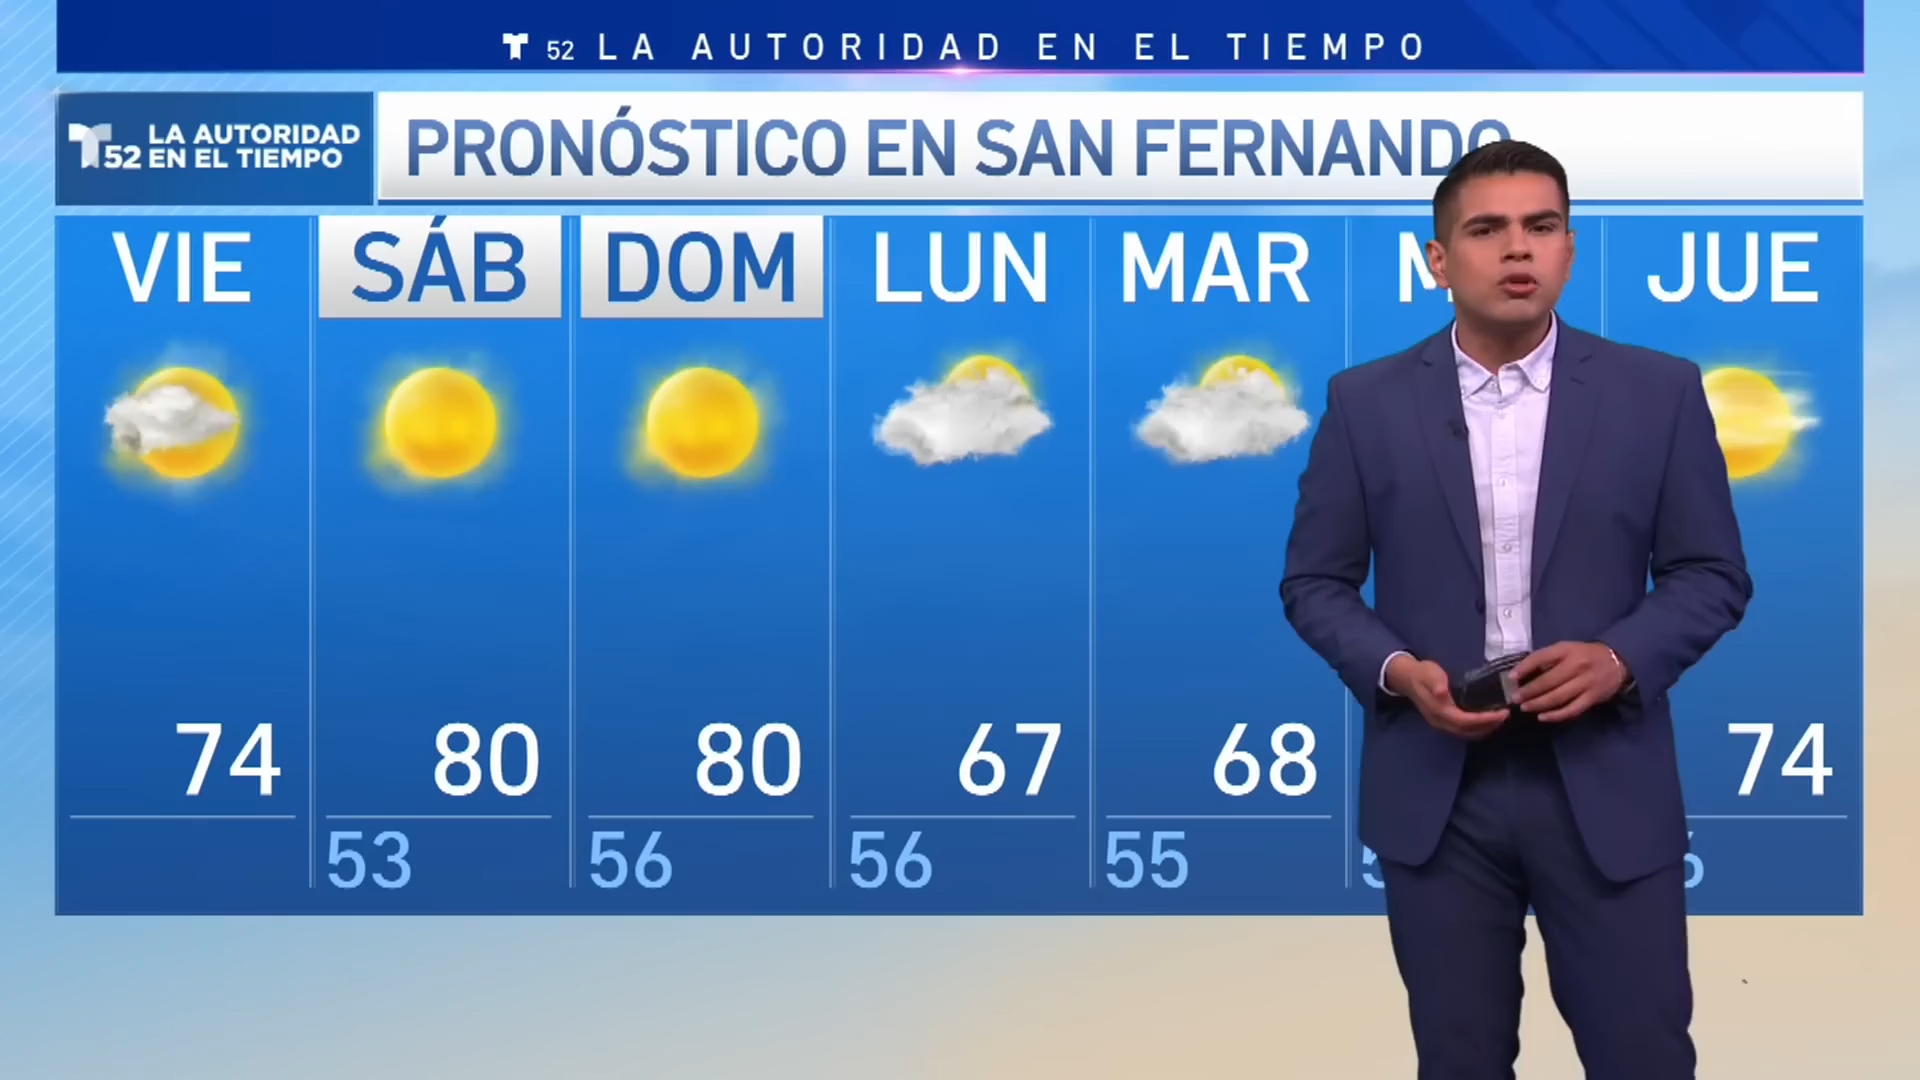 52 LA AUTORIDAD EN EL TIEMPO
52 LA AUTORIDAD
EN EL TIEMPO
PRONÓSTICO EN SAN FERNANDO
VIE SÁB DOM LUN MAR JUE
74 80 80 67 68 74
53 56 56 55